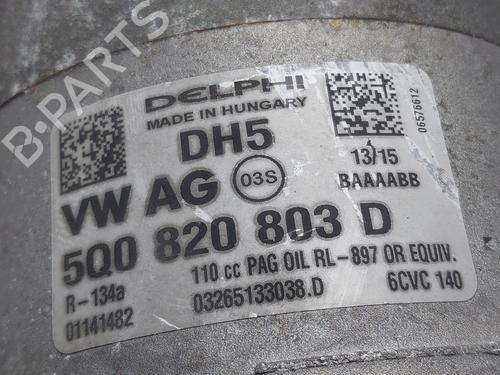 B-PARTS
DELPHI
MADE IN HUNGARY
DH5
VW AG 03S
5Q0 820 803 D
06576612
13/15
BAAAABB
110 cc PAG OIL RL-897 OR EQUIV.
R-134a
03265133038.D
6CVC 140
01141482